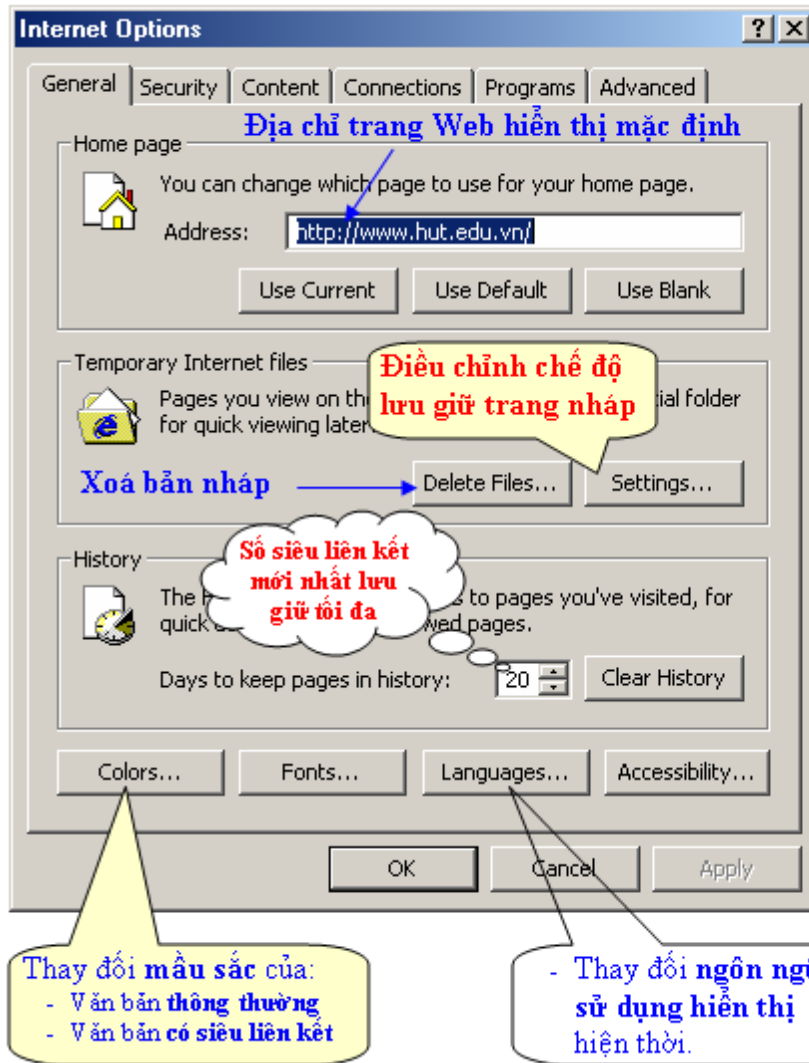 Internet Options
General Security Content Connections Programs Advanced
Địa chỉ trang Web hiển thị mặc định
Home page
You can change which page to use for your home page.
Address: http://www.hut.edu.vn/
Use Current Use Default Use Blank
Temporary Internet files
Điều chỉnh chế độ
lưu giữ trang nháp
Pages you view on the folder
for quick viewing later
Xoá bản nháp
Delete Files... Settings...
History
Số siêu liên kết
mới nhất lưu
giữ tối đa
The to pages you've visited, for
quick pages.
Days to keep pages in history: 20 Clear History
Colors... Fonts... Languages... Accessibility...
OK Cancel Apply
Thay đổi mầu sắc của:
- Văn bản thông thường
- Văn bản có siêu liên kết
- Thay đổi ngôn ngữ
sử dụng hiển thị
hiện thời.